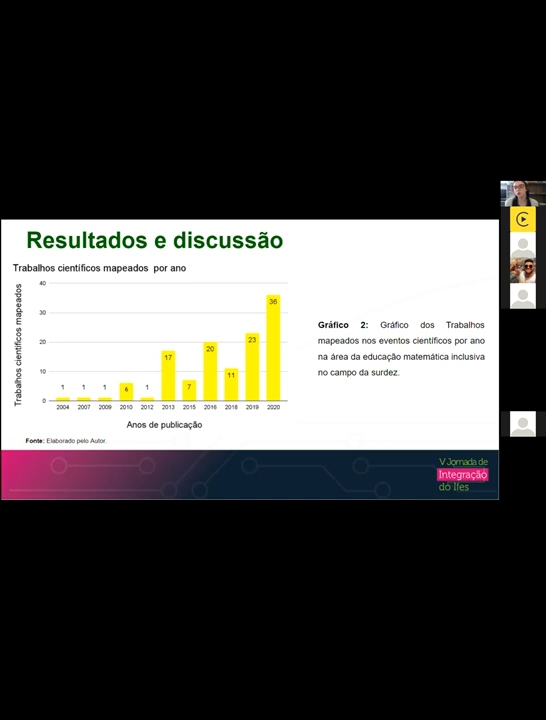 Resultados e discussão
Trabalhos científicos mapeados por ano
Trabalhos científicos mapeados
40
30
20
10
0
1
1
1
6
1
17
7
20
11
23
36
2004 2007 2009 2010 2012 2013 2015 2016 2018 2019 2020
Anos de publicação
Gráfico 2: Gráfico dos Trabalhos
mapeados nos eventos científicos por ano
na área da educação matemática inclusiva
no campo da surdez.
Fonte: Elaborado pelo Autor.
V Jornada de
Integração
do Ifes